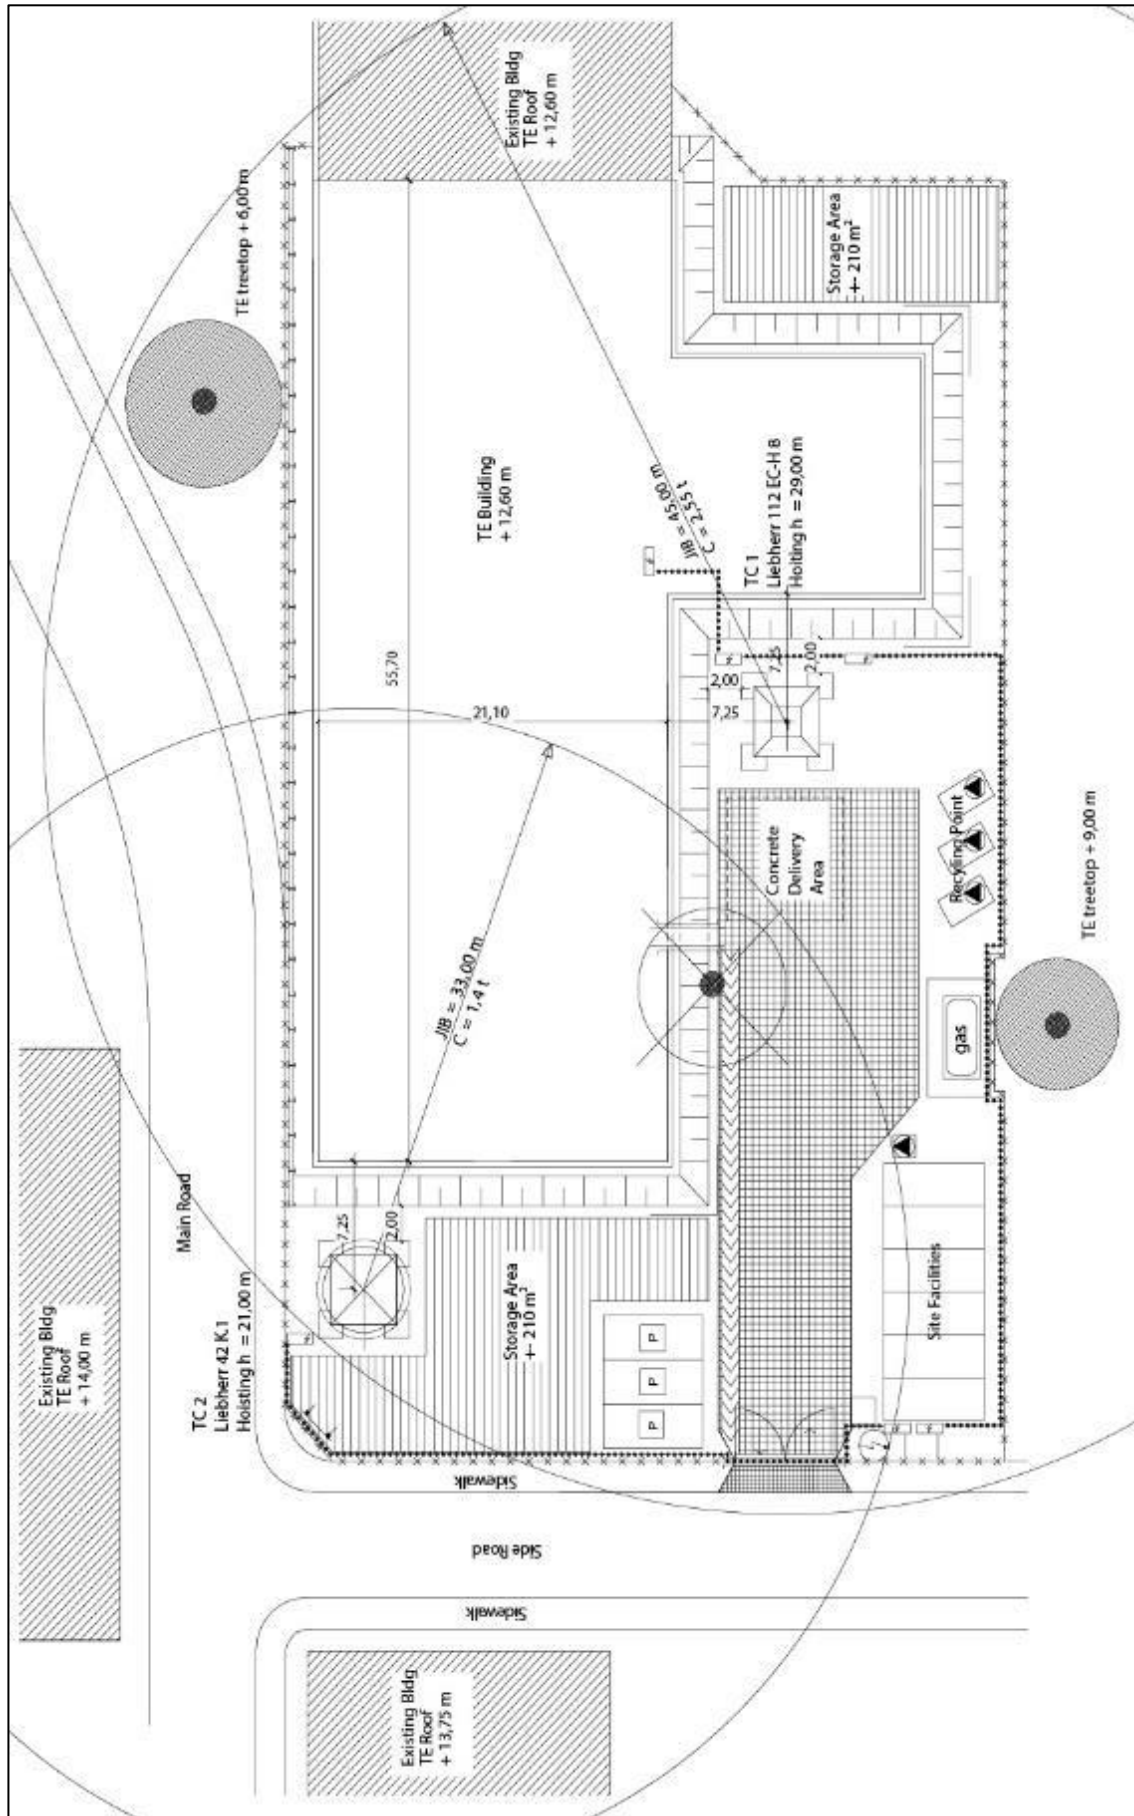 Existing Bldg
TE Roof
+ 12,60 m
TE treetop + 6,00 m
Storage Area
+- 210 m²
TE Building
+ 12,60 m
JIB = 45,00 m
C = 2,55 t
TC 1
Liebherr 112 EC-H 8
Hoiting h = 29,00 m
55,70
21,10
7,25
2,00
2,00
7,25
Concrete
Delivery
Area
Recyling Point
TE treetop + 9,00 m
JIB = 33,00 m
C = 1,4 t
gas
Main Road
7,25
2,00
Storage Area
+- 210 m²
P
P
P
Site Facilities
TC 2
Liebherr 42 K.1
Hoisting h = 21,00 m
Existing Bldg
TE Roof
+ 14,00 m
Sidewalk
Side Road
Sidewalk
Existing Bldg
TE Roof
+ 13,75 m